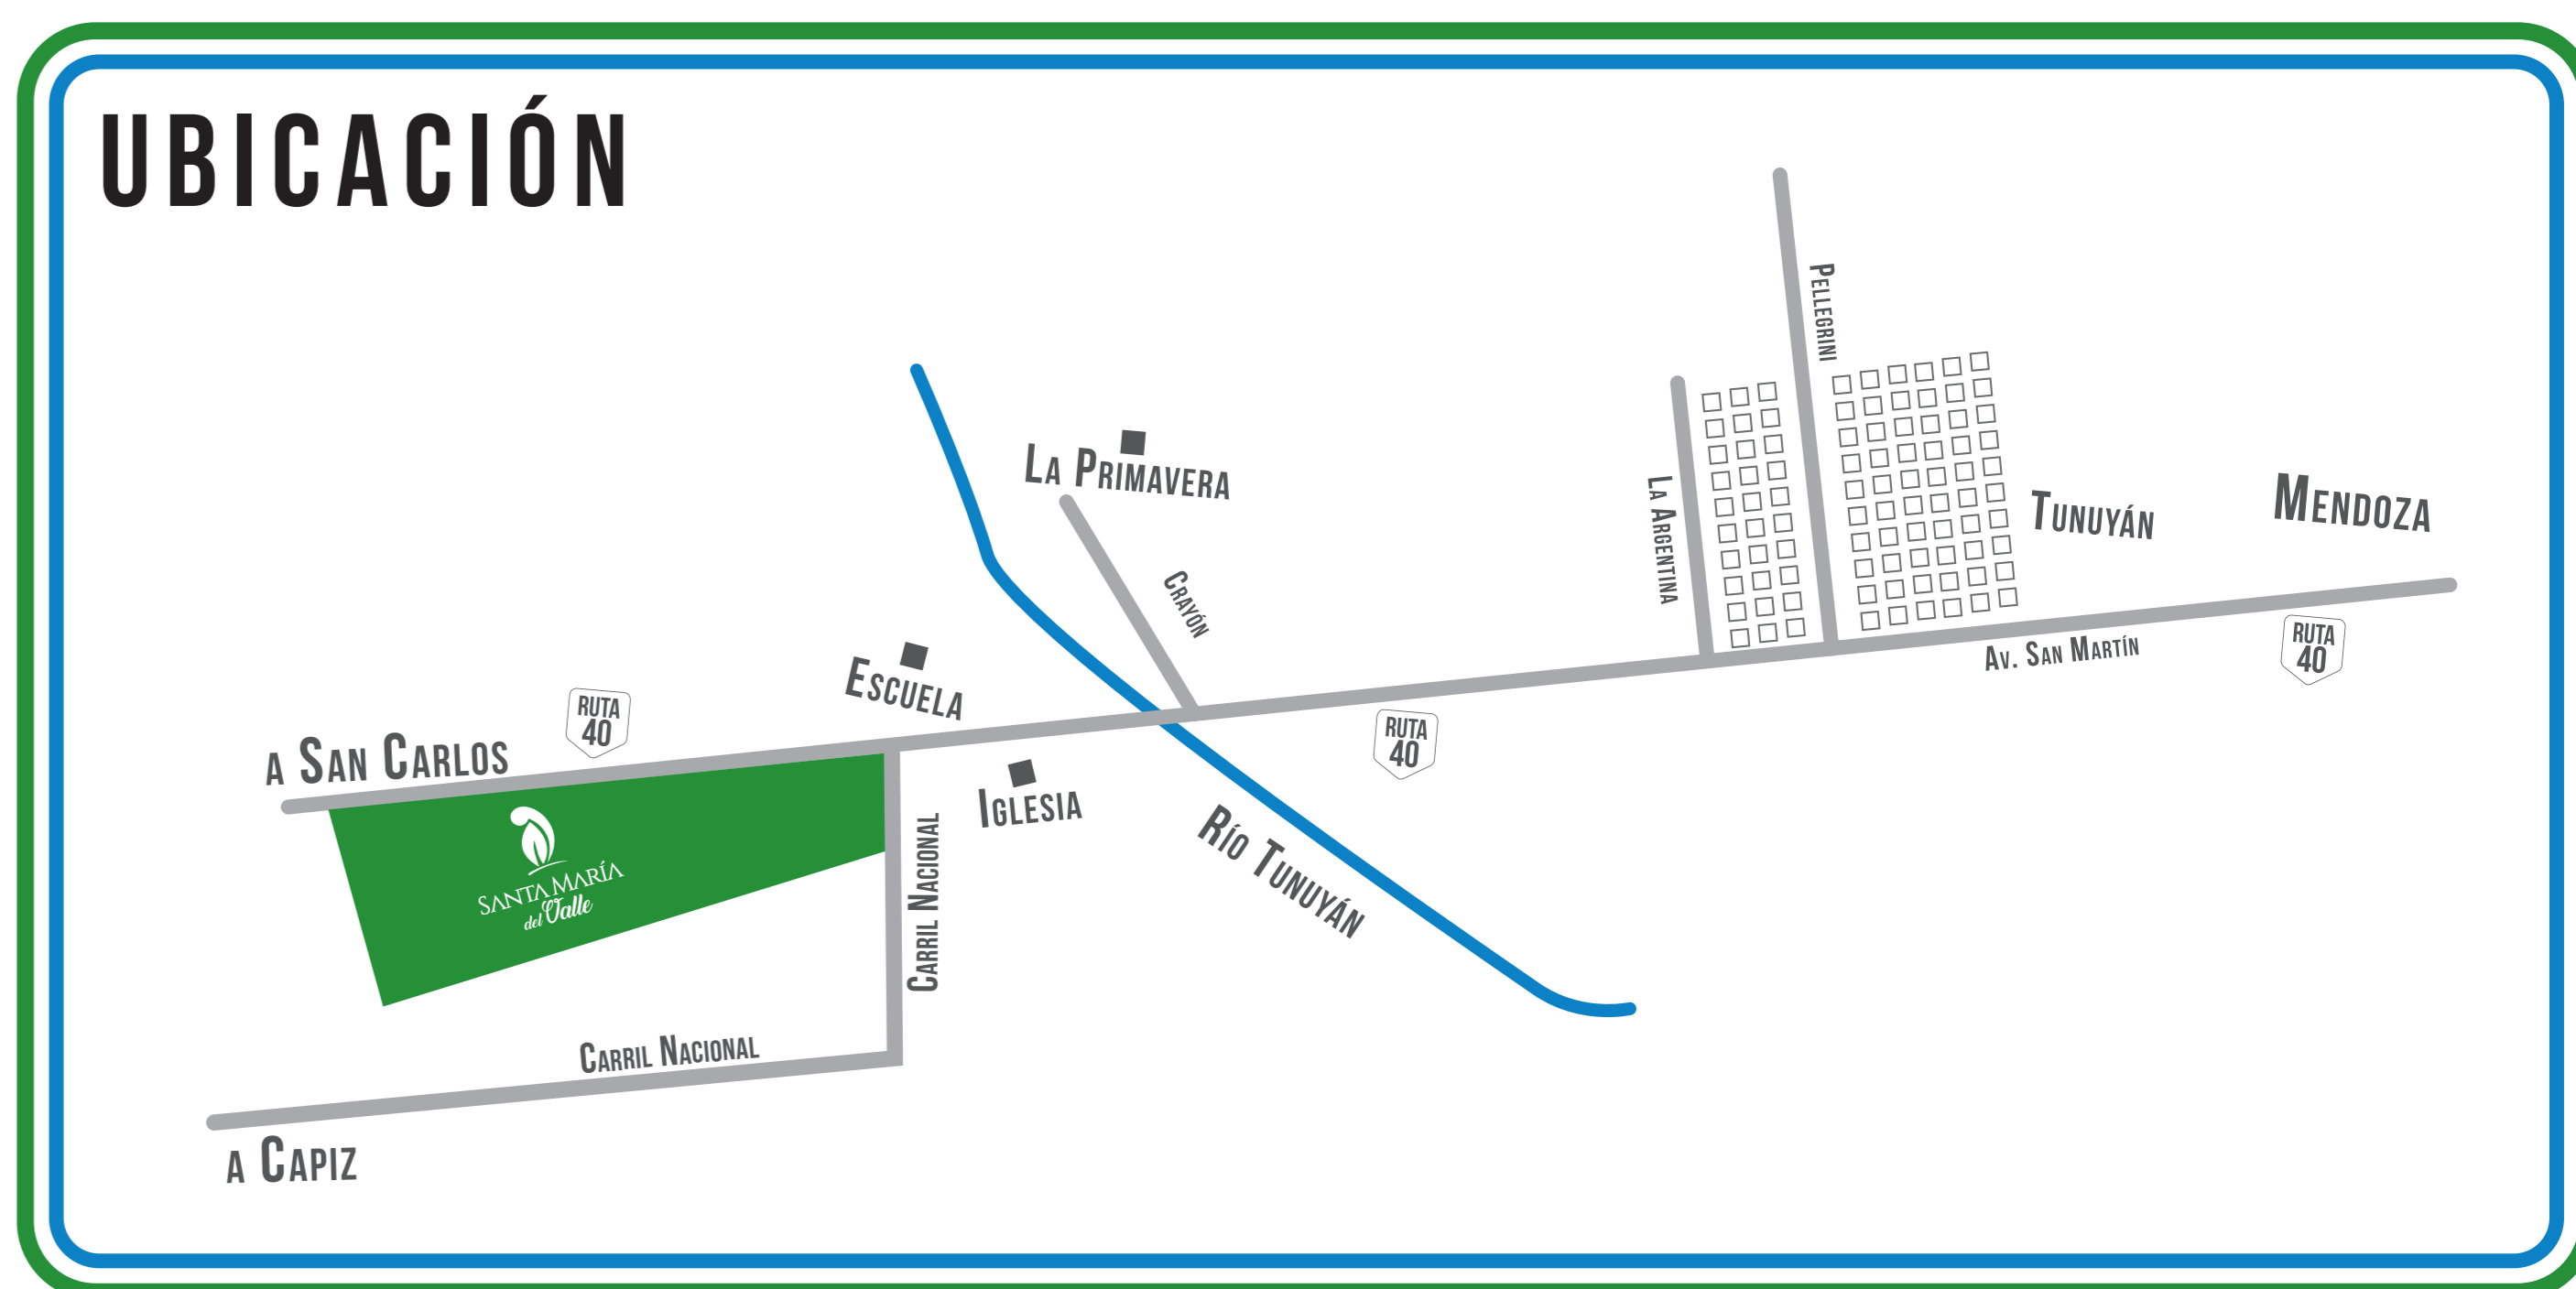 UBICACIÓN
PELLEGRINI
LA PRIMAVERA
LA ARGENTINA
TUNUYÁN
MENDOZA
CRAYÓN
AV. SAN MARTÍN
RUTA
40
ESCUELA
RUTA
40
RUTA
40
A SAN CARLOS
IGLESIA
RÍO TUNUYÁN
CARRIL NACIONAL
SANTA MARÍA
del Valle
CARRIL NACIONAL
A CAPIZ